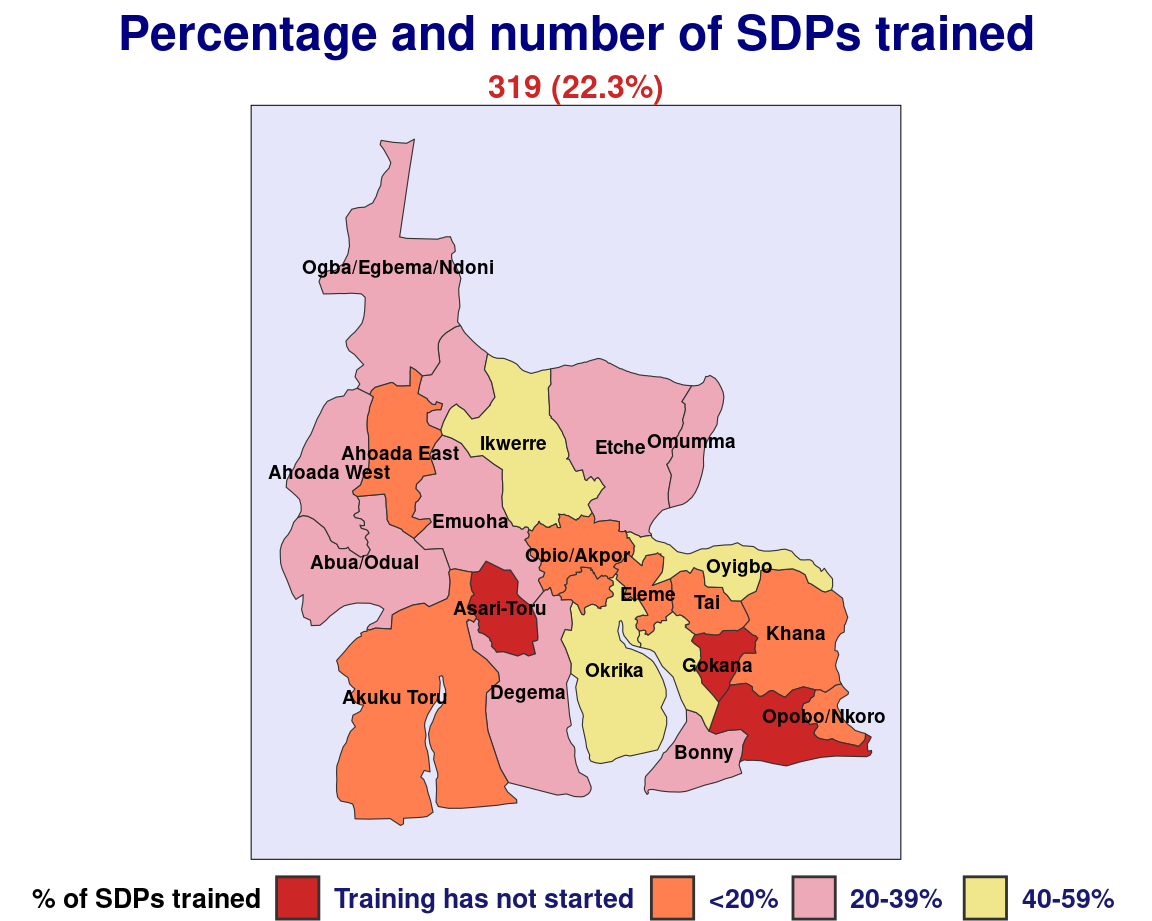 Percentage and number of SDPs trained
319 (22.3%)
Ogba/Egbema/Ndoni
Ikwerre
Etche
Omumma
Ahoada East
Ahoada West
Emuoha
Obio/Akpor
Abua/Odual
Oyigbo
Eleme
Tai
Asari-Toru
Khana
Gokana
Okrika
Degema
Akuku Toru
Opobo/Nkoro
Bonny
% of SDPs trained
Training has not started
<20%
20-39%
40-59%